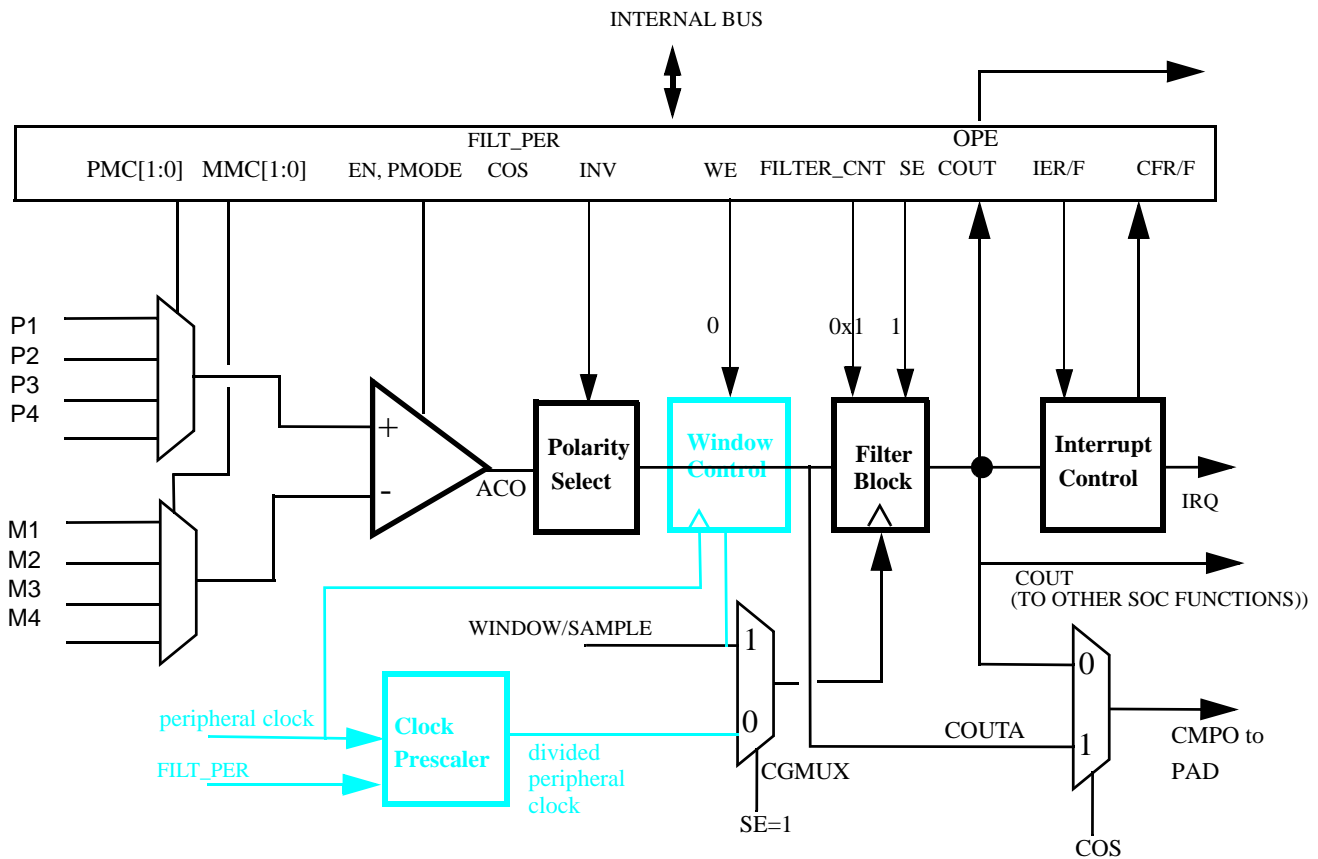 INTERNAL BUS
FILT_PER
OPE
PMC[1:0] MMC[1:0] EN, PMODE COS INV WE FILTER_CNT SE COUT IER/F CFR/F
P1
P2
P3
P4
0
0x1
1
+
-
ACO
Polarity
Select
Window
Control
Filter
Block
Interrupt
Control
IRQ
M1
M2
M3
M4
COUT
(TO OTHER SOC FUNCTIONS))
WINDOW/SAMPLE
1
0
CGMUX
SE=1
peripheral clock
FILT_PER
Clock
Prescaler
divided
peripheral
clock
COUTA
0
1
CMPO to
PAD
COS